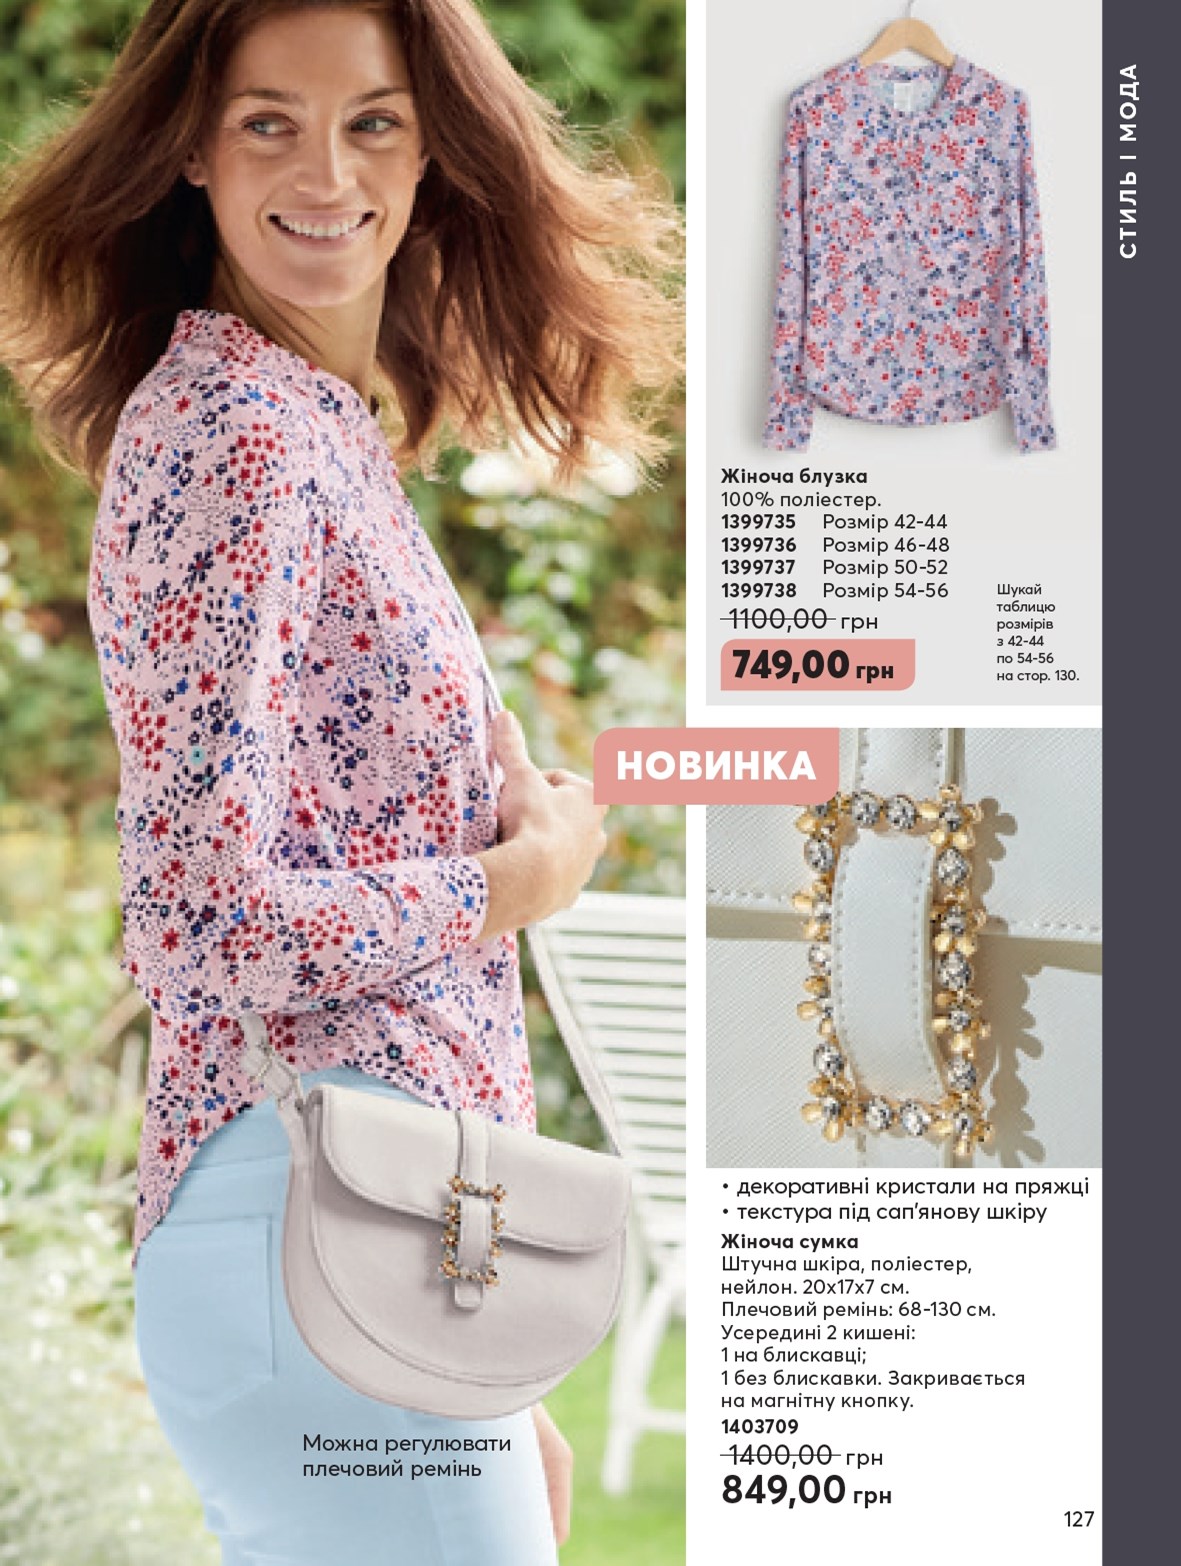 СТИЛЬ І МОДА
Жіноча блузка
100% поліестер.
1399735 Розмір 42-44
1399736 Розмір 46-48
1399737 Розмір 50-52
1399738 Розмір 54-56
1100,00 грн
749,00 грн
Шукай
таблицю
розмірів
з 42-44
по 54-56
на стор. 130.
НОВИНКА
• декоративні кристали на пряжці
• текстура під сап'янову шкіру
Жіноча сумка
Штучна шкіра, поліестер,
нейлон. 20х17х7 см.
Плечовий ремінь: 68-130 см.
Усередині 2 кишені:
1 на блискавці;
1 без блискавки. Закривається
на магнітну кнопку.
1403709
1400,00 грн
849,00 грн
Можна регулювати
плечовий ремінь
127